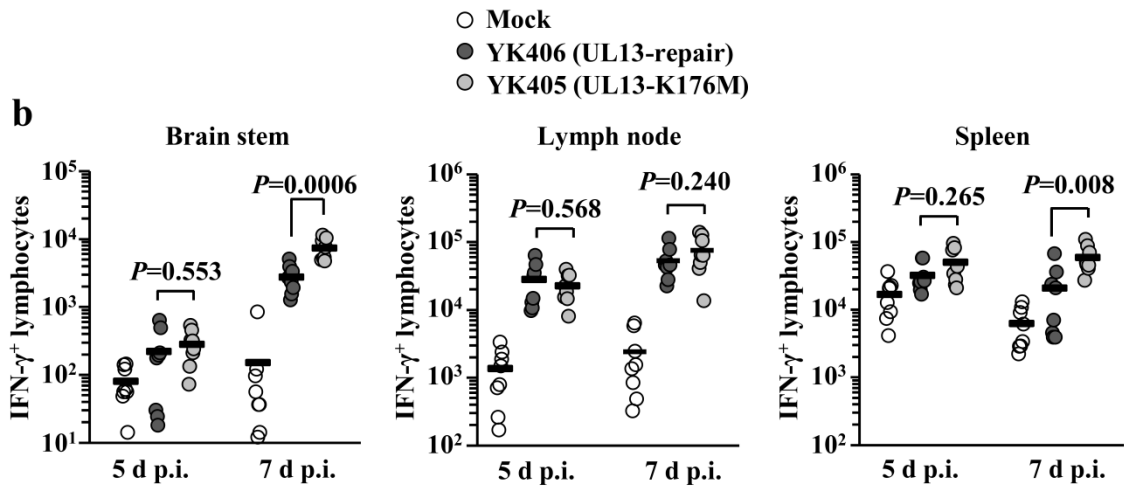 Mock
YK406 (UL13-repair)
YK405 (UL13-K176M)
b
Brain stem
IFN-γ⁺ lymphocytes
10⁵
10⁴
10³
10²
10¹
P=0.553
P=0.0006
5 d p.i.
7 d p.i.
Lymph node
IFN-γ⁺ lymphocytes
10⁶
10⁵
10⁴
10³
10²
P=0.568
P=0.240
5 d p.i.
7 d p.i.
Spleen
IFN-γ⁺ lymphocytes
10⁶
10⁵
10⁴
10³
10²
P=0.265
P=0.008
5 d p.i.
7 d p.i.